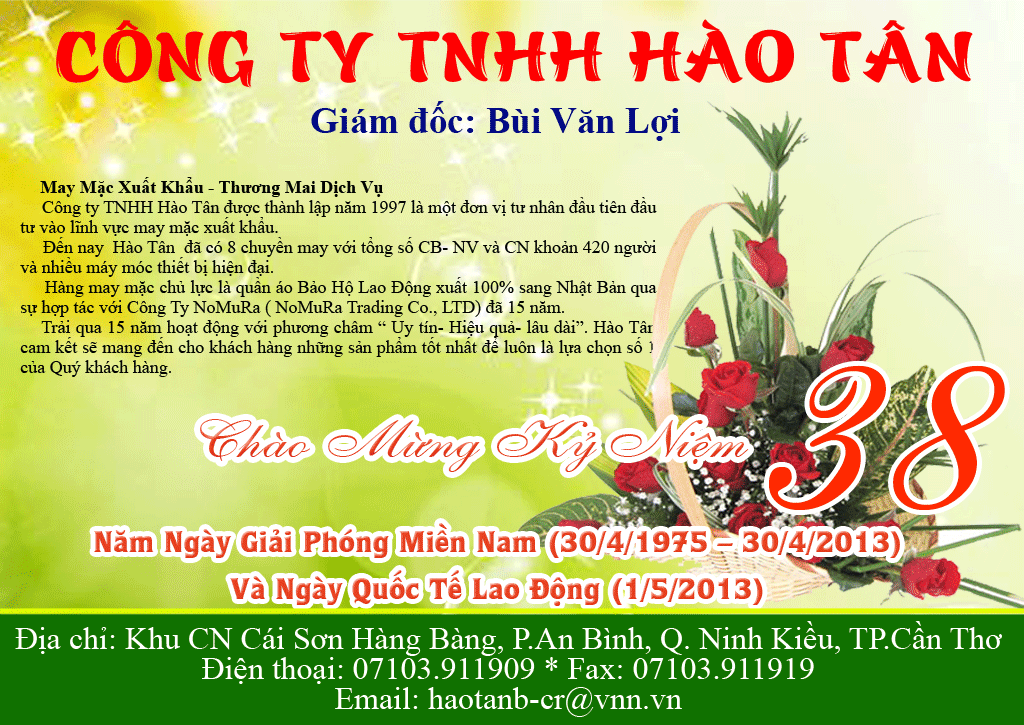 CÔNG TY TNHH HÀO TÂN
Giám đốc: Bùi Văn Lợi
May Mặc Xuất Khẩu - Thương Mai Dịch Vụ
Công ty TNHH Hào Tân được thành lập năm 1997 là một đơn vị tư nhân đầu tiên đầu
tư vào lĩnh vực may mặc xuất khẩu.
Đến nay Hào Tân đã có 8 chuyền may với tổng số CB- NV và CN khoản 420 người
và nhiều máy móc thiết bị hiện đại.
Hàng may mặc chủ lực là quần áo Bảo Hộ Lao Động xuất 100% sang Nhật Bản qua
sự hợp tác với Công Ty NoMuRa ( NoMuRa Trading Co., LTD) đã 15 năm.
Trải qua 15 năm hoạt động với phương châm “ Uy tín- Hiệu quả- lâu dài”. Hào Tân
cam kết sẽ mang đến cho khách hàng những sản phẩm tốt nhất để luôn là lựa chọn số 1
của Quý khách hàng.
Chào Mừng Kỷ Niệm 38
Năm Ngày Giải Phóng Miền Nam (30/4/1975 – 30/4/2013)
Và Ngày Quốc Tế Lao Động (1/5/2013)
Địa chỉ: Khu CN Cái Sơn Hàng Bàng, P.An Bình, Q. Ninh Kiều, TP.Cần Thơ
Điện thoại: 07103.911909 * Fax: 07103.911919
Email: haotanb-cr@vnn.vn